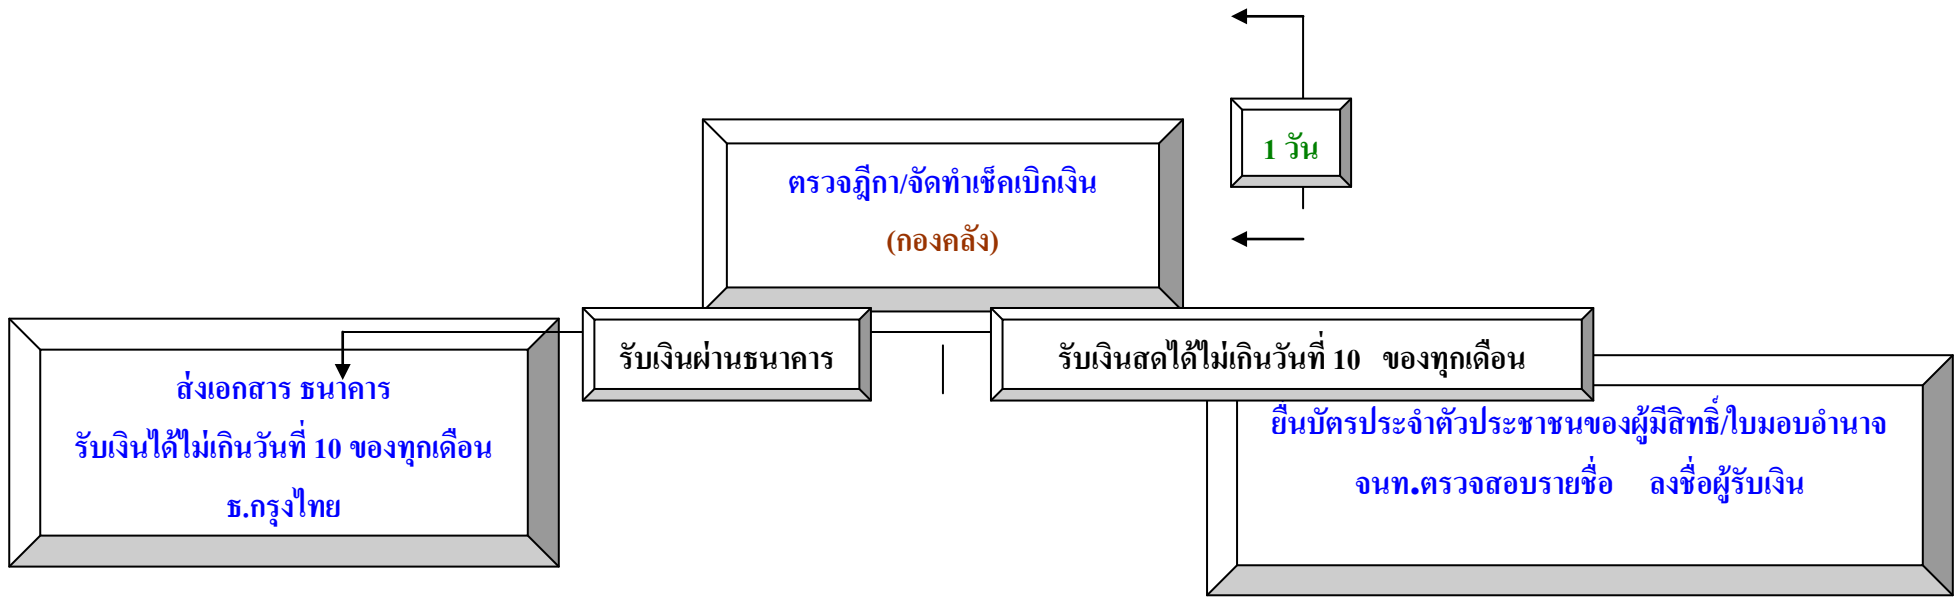 1 วัน
ตรวจฎีกา/จัดทำเช็คเบิกเงิน
(กองคลัง)
รับเงินผ่านธนาคาร
รับเงินสดได้ไม่เกินวันที่ 10 ของทุกเดือน
ส่งเอกสาร ธนาคาร
รับเงินได้ไม่เกินวันที่ 10 ของทุกเดือน
ธ.กรุงไทย
ยื่นบัตรประจำตัวประชาชนของผู้มีสิทธิ์/ใบมอบอำนาจ
จนท.ตรวจสอบรายชื่อ ลงชื่อผู้รับเงิน